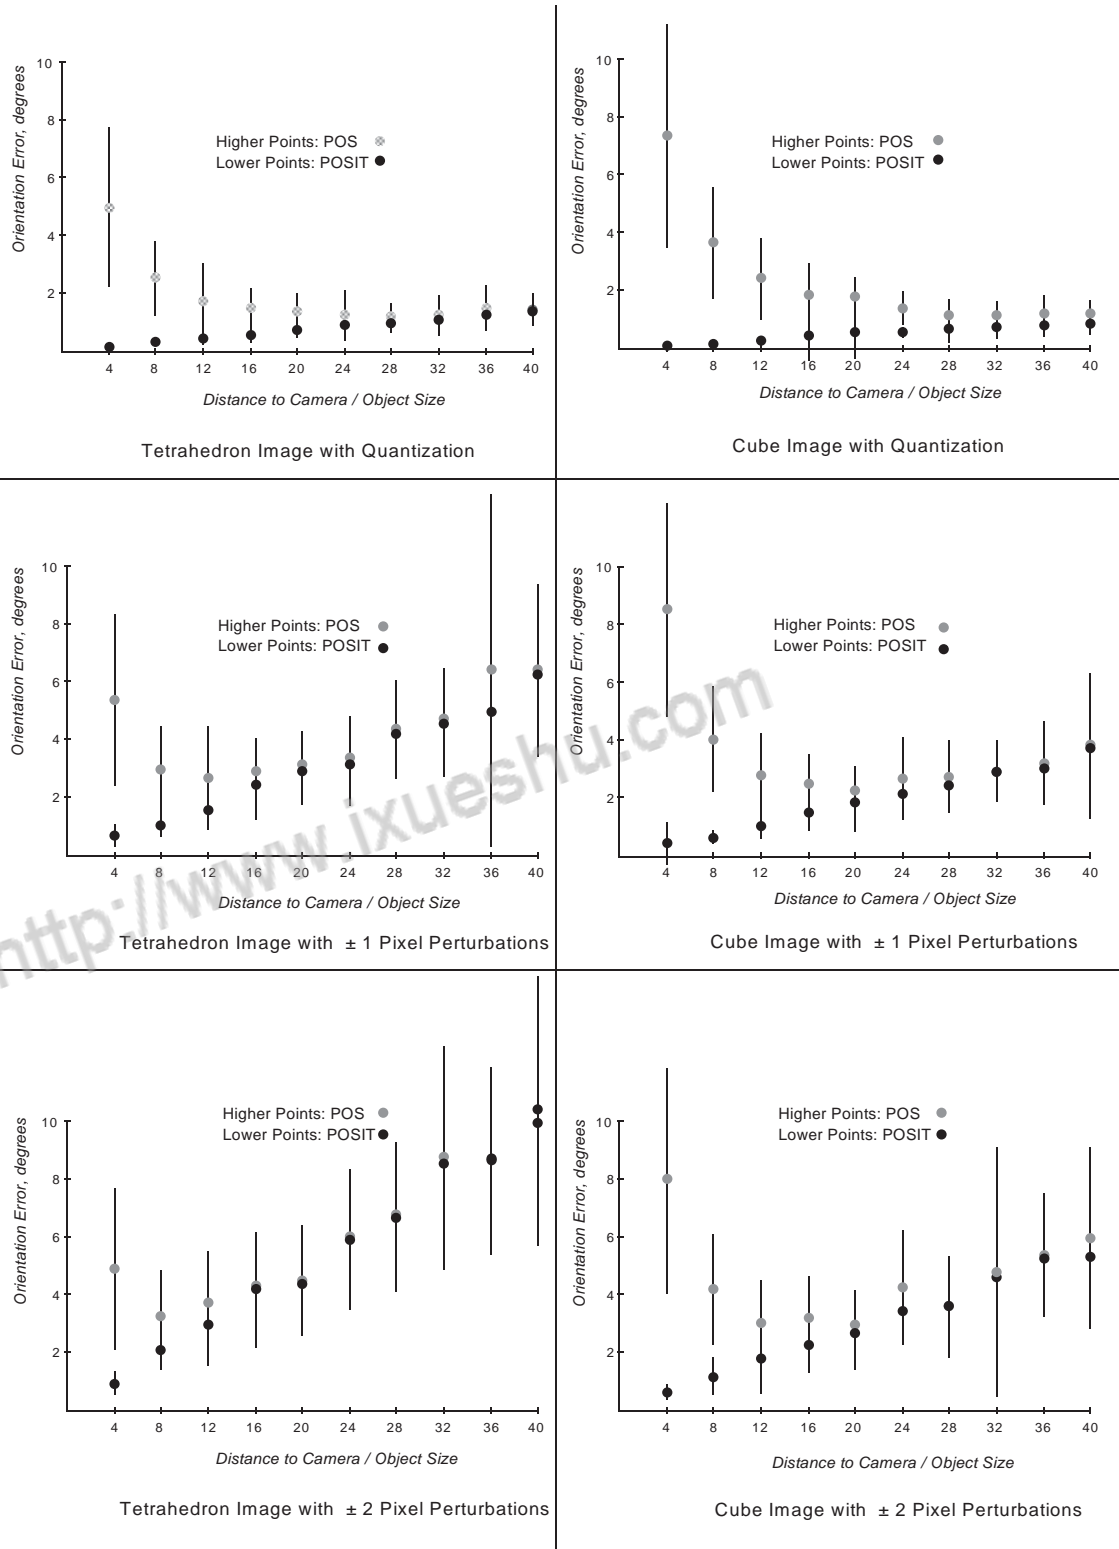 Orientation Error, degrees
10
8
6
4
2
Higher Points: POS
Lower Points: POSIT
4 8 12 16 20 24 28 32 36 40
Distance to Camera / Object Size
Tetrahedron Image with Quantization
Orientation Error, degrees
10
8
6
4
2
Higher Points: POS
Lower Points: POSIT
4 8 12 16 20 24 28 32 36 40
Distance to Camera / Object Size
Cube Image with Quantization
Orientation Error, degrees
10
8
6
4
2
Higher Points: POS
Lower Points: POSIT
4 8 12 16 20 24 28 32 36 40
Distance to Camera / Object Size
Tetrahedron Image with ± 1 Pixel Perturbations
Orientation Error, degrees
10
8
6
4
2
Higher Points: POS
Lower Points: POSIT
4 8 12 16 20 24 28 32 36 40
Distance to Camera / Object Size
Cube Image with ± 1 Pixel Perturbations
http://www.ixueshu.com
Orientation Error, degrees
10
8
6
4
2
Higher Points: POS
Lower Points: POSIT
4 8 12 16 20 24 28 32 36 40
Distance to Camera / Object Size
Tetrahedron Image with ± 2 Pixel Perturbations
Orientation Error, degrees
10
8
6
4
2
Higher Points: POS
Lower Points: POSIT
4 8 12 16 20 24 28 32 36 40
Distance to Camera / Object Size
Cube Image with ± 2 Pixel Perturbations